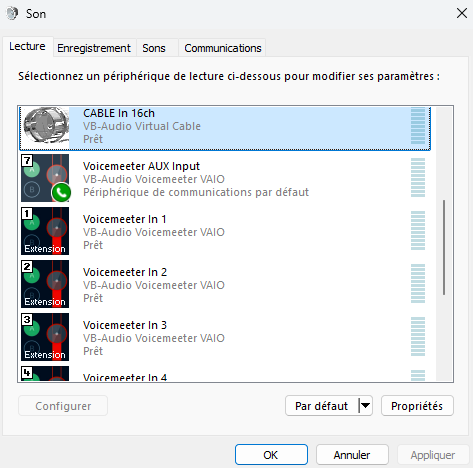 Son
Lecture Enregistrement Sons Communications
Sélectionnez un périphérique de lecture ci-dessous pour modifier ses paramètres :
CABLE In 16ch
VB-Audio Virtual Cable
Prêt
7
A
B
Voicemeeter AUX Input
VB-Audio Voicemeeter VAIO
Périphérique de communications par défaut
1
Extension
Voicemeeter In 1
VB-Audio Voicemeeter VAIO
Prêt
2
Extension
Voicemeeter In 2
VB-Audio Voicemeeter VAIO
Prêt
3
Extension
Voicemeeter In 3
VB-Audio Voicemeeter VAIO
Prêt
4
Voicemeeter In 4
Configurer Par défaut Propriétés
OK Annuler Appliquer